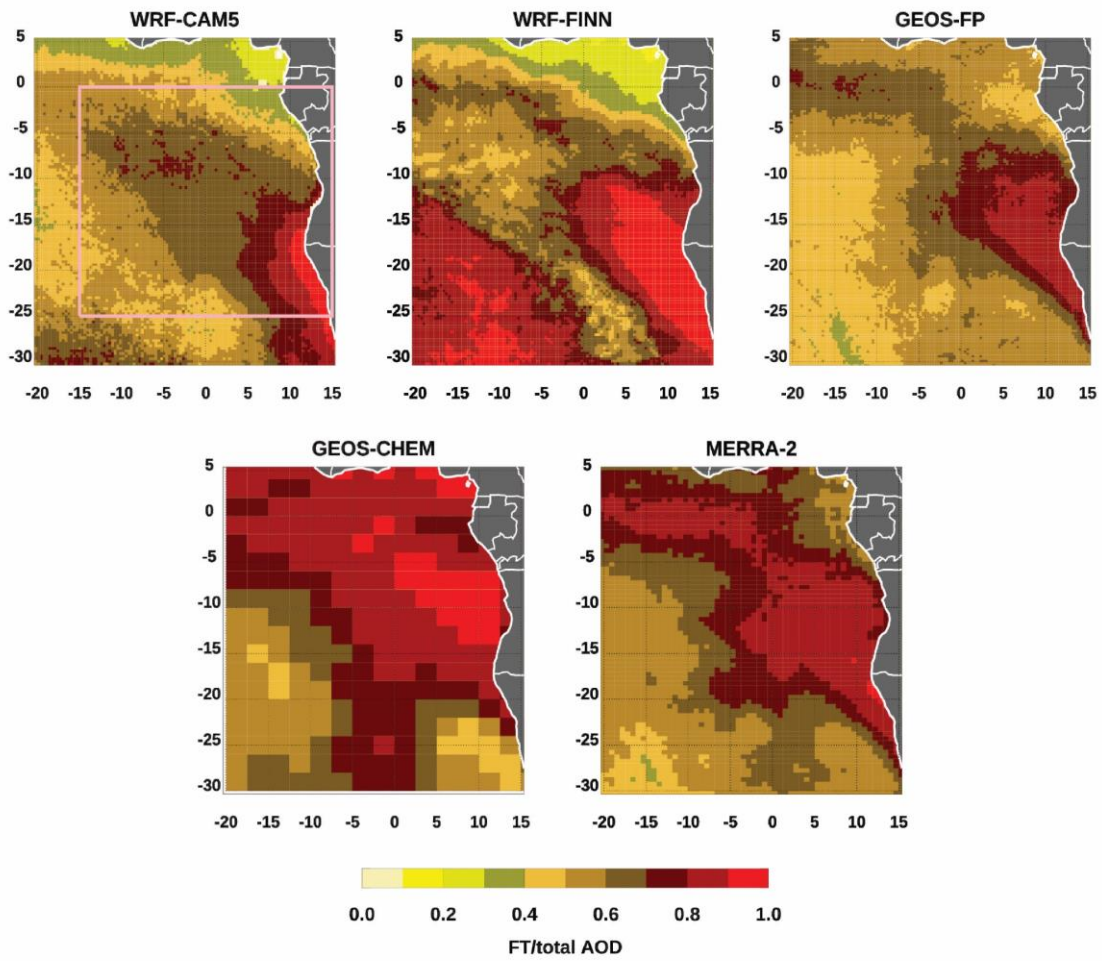 WRF-CAM5 WRF-FINN GEOS-FP
5 5 5
0 0 0
-5 -5 -5
-10 -10 -10
-15 -15 -15
-20 -20 -20
-25 -25 -25
-30 -30 -30
-20 -15 -10 -5 0 5 10 15 -20 -15 -10 -5 0 5 10 15 -20 -15 -10 -5 0 5 10 15
GEOS-CHEM MERRA-2
5 5
0 0
-5 -5
-10 -10
-15 -15
-20 -20
-25 -25
-30 -30
-20 -15 -10 -5 0 5 10 15 -20 -15 -10 -5 0 5 10 15
0.0 0.2 0.4 0.6 0.8 1.0
FT/total AOD